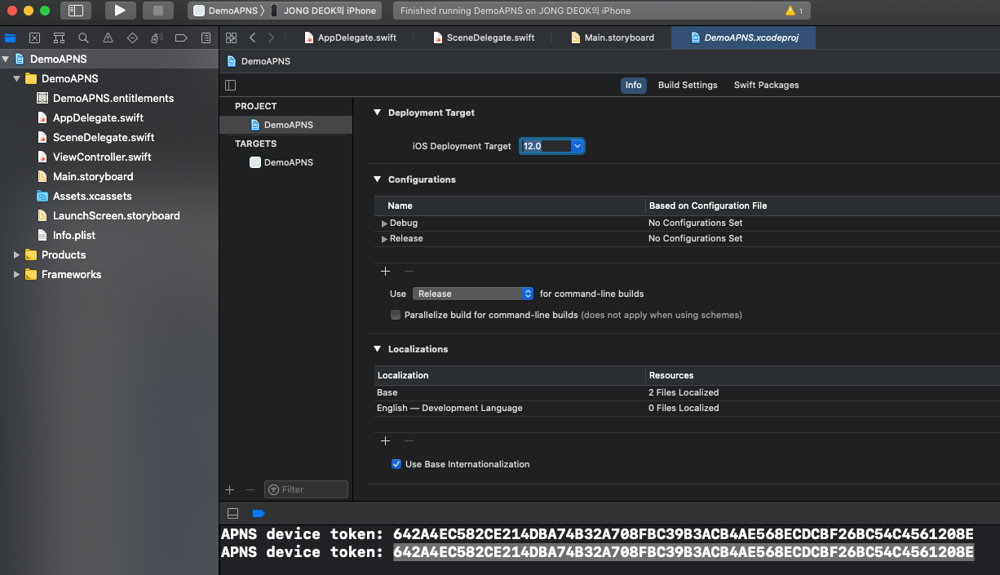 DemoAPNS 〉 JONG DEOK의 iPhone
Finished running DemoAPNS on JONG DEOK의 iPhone
1
AppDelegate.swift
SceneDelegate.swift
Main.storyboard
DemoAPNS.xcodeproj
DemoAPNS
DemoAPNS
DemoAPNS.entitlements
AppDelegate.swift
SceneDelegate.swift
ViewController.swift
Main.storyboard
Assets.xcassets
LaunchScreen.storyboard
Info.plist
Products
Frameworks
DemoAPNS
Info Build Settings Swift Packages
PROJECT
DemoAPNS
TARGETS
DemoAPNS
Filter
Deployment Target
iOS Deployment Target 12.0
Configurations
Name Based on Configuration File
Debug No Configurations Set
Release No Configurations Set
Use Release for command-line builds
Parallelize build for command-line builds (does not apply when using schemes)
Localizations
Localization Resources
Base 2 Files Localized
English — Development Language 0 Files Localized
Use Base Internationalization
APNS device token: 642A4EC582CE214DBA74B32A708FBC39B3ACB4AE568ECDCBF26BC54C4561208E
APNS device token: 642A4EC582CE214DBA74B32A708FBC39B3ACB4AE568ECDCBF26BC54C4561208E